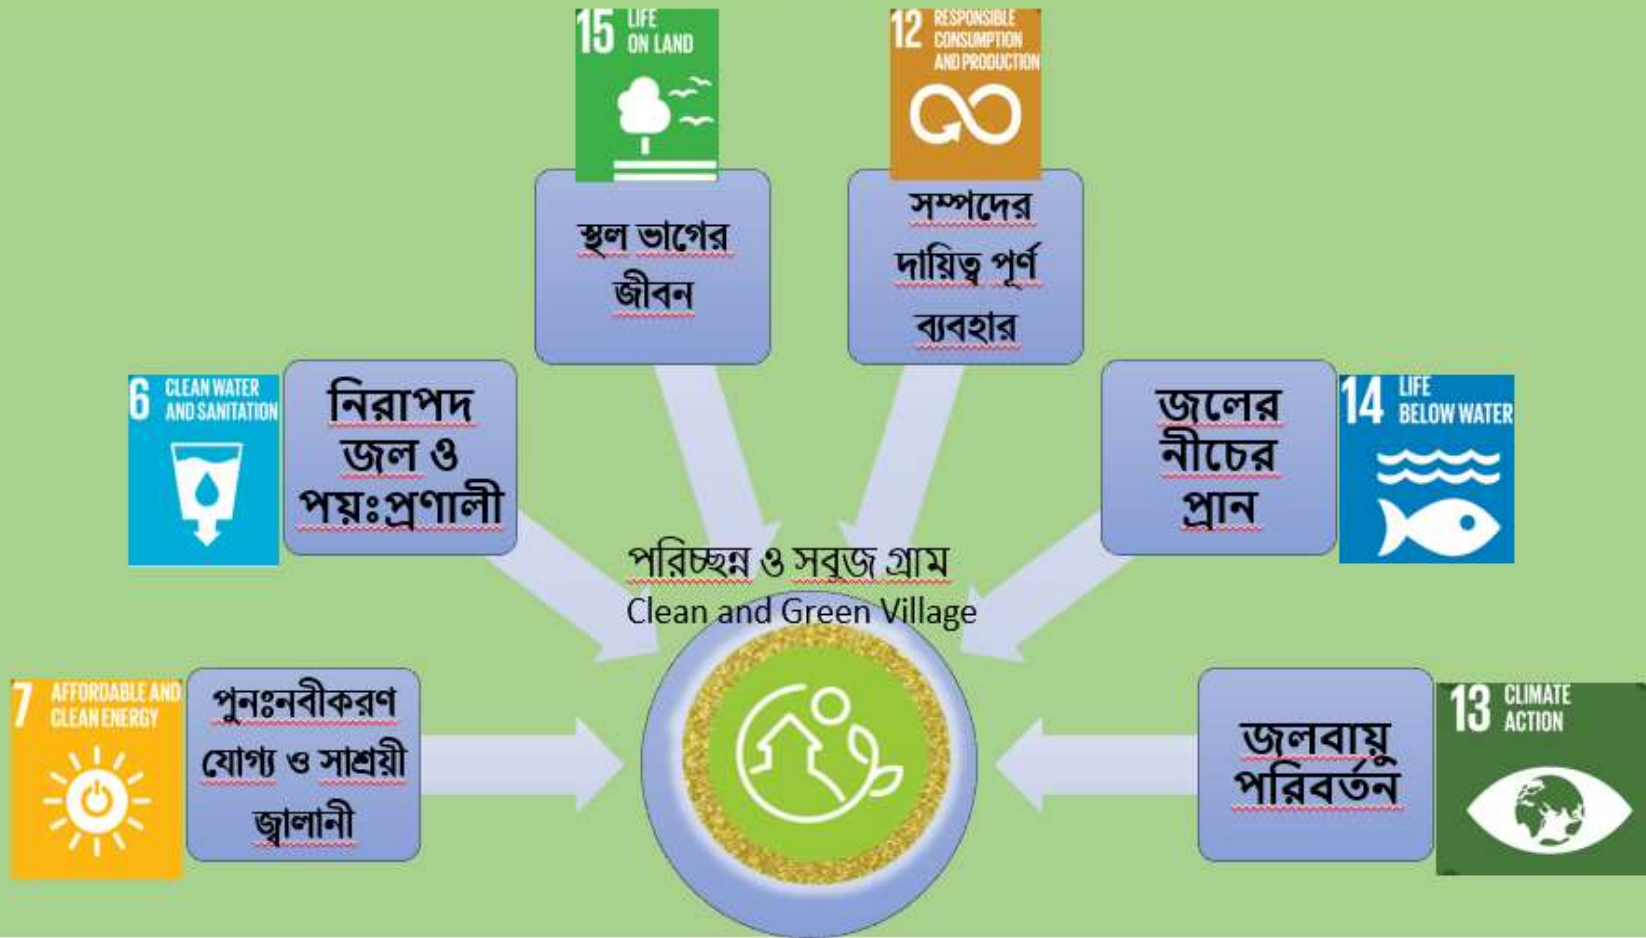 15 LIFE
ON LAND
12 RESPONSIBLE
CONSUMPTION
AND PRODUCTION
স্থল ভাগের
জীবন
সম্পদের
দায়িত্ব পূর্ণ
ব্যবহার
6 CLEAN WATER
AND SANITATION
নিরাপদ
জল ও
পয়ঃপ্রণালী
জলের
নীচের
প্রান
14 LIFE
BELOW WATER
পরিচ্ছন্ন ও সবুজ গ্রাম
Clean and Green Village
7 AFFORDABLE AND
CLEAN ENERGY
পুনঃনবীকরণ
যোগ্য ও সাশ্রয়ী
জ্বালানী
জলবায়ু
পরিবর্তন
13 CLIMATE
ACTION